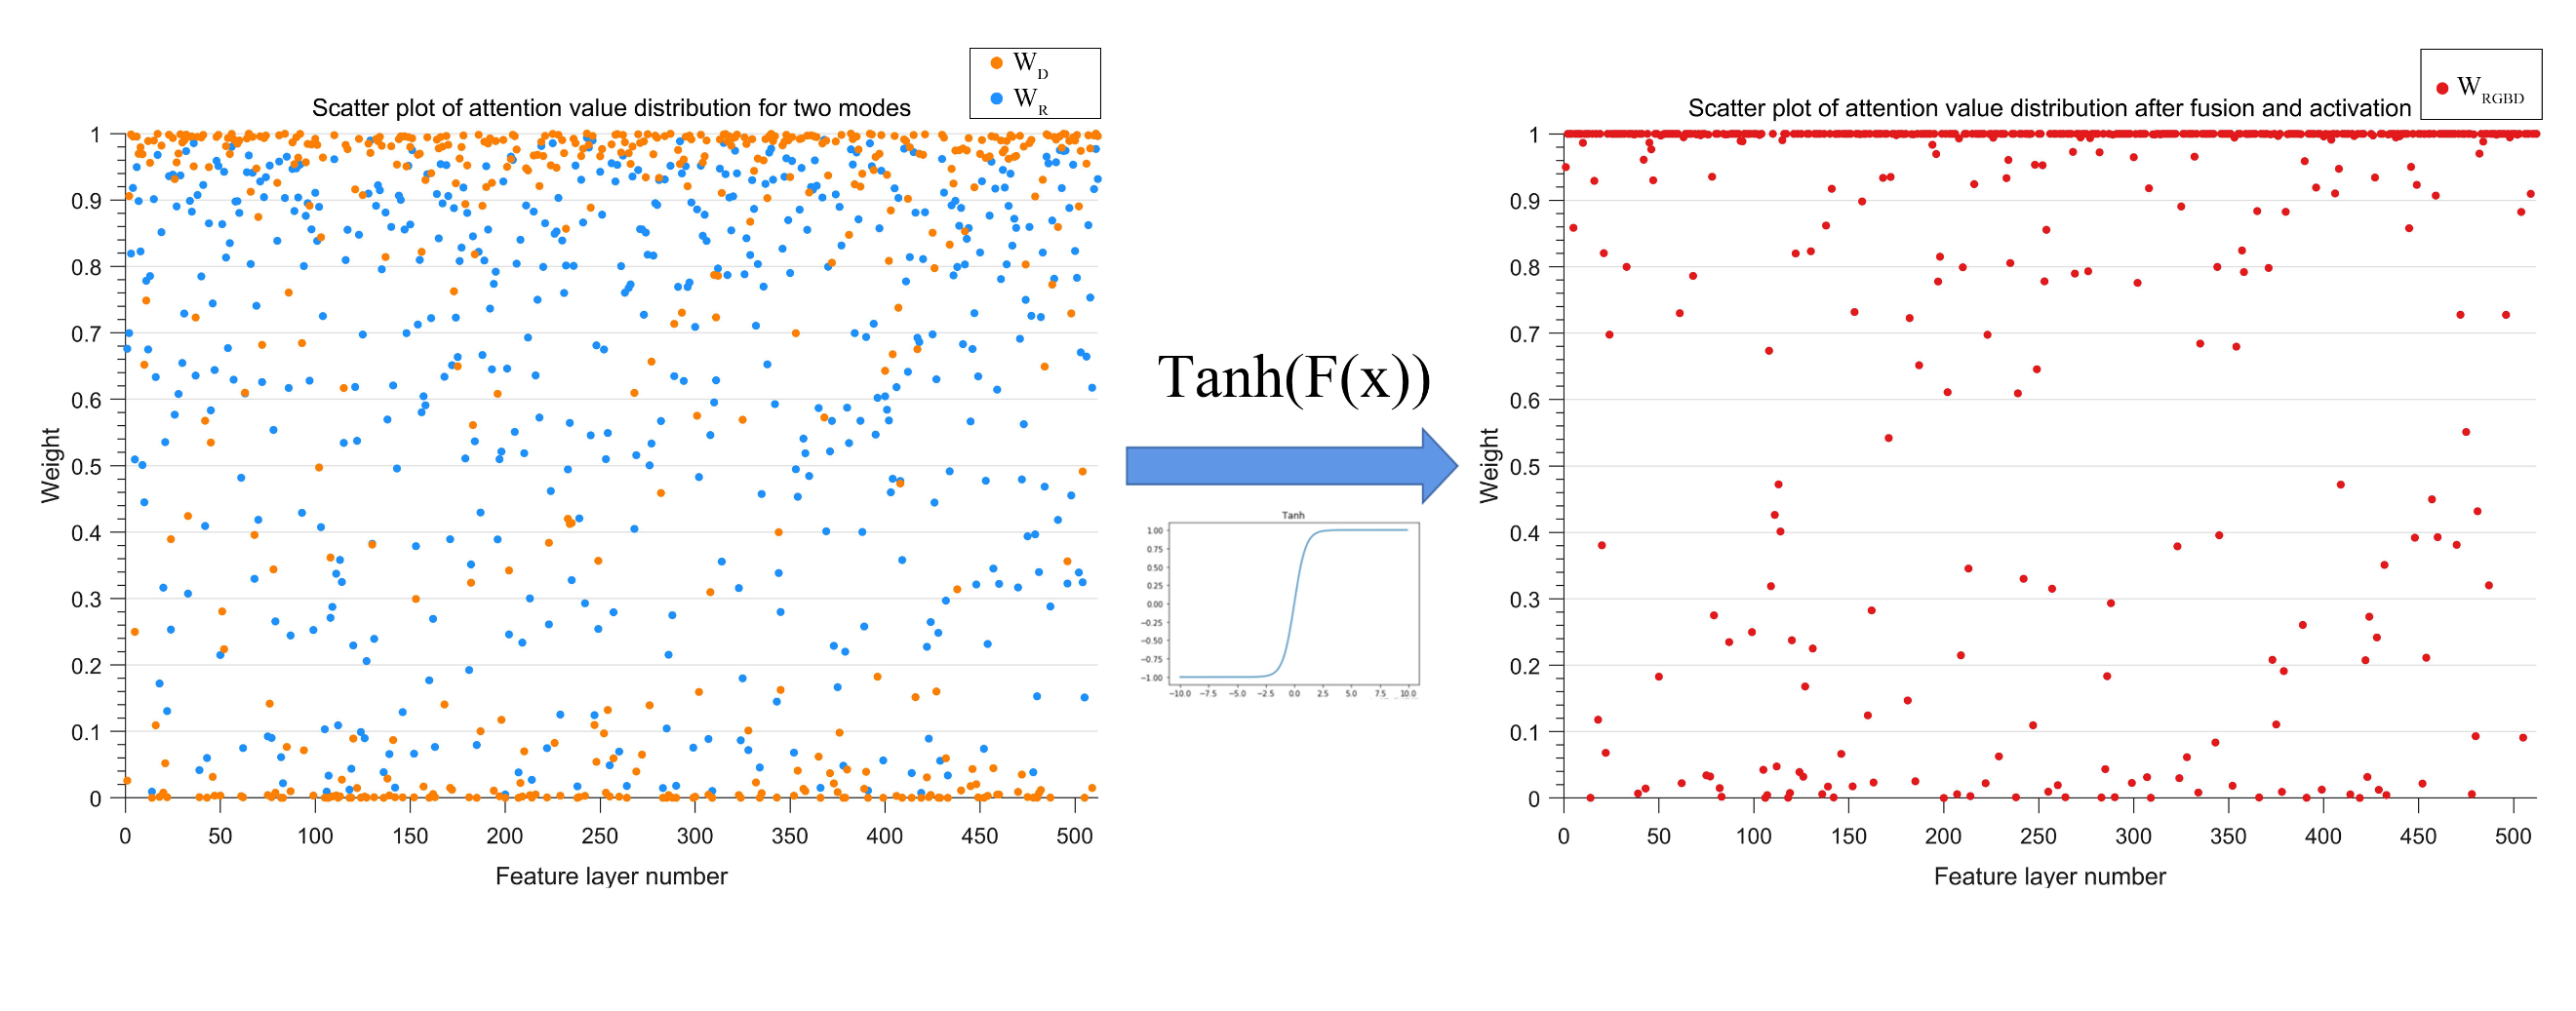 W_D
W_R
Scatter plot of attention value distribution for two modes
1
0.9
0.8
0.7
0.6
0.5
0.4
0.3
0.2
0.1
0
Weight
0 50 100 150 200 250 300 350 400 450 500
Feature layer number
Tanh(F(x))
Tanh
1.00
0.75
0.50
0.25
0.00
−0.25
−0.50
−0.75
−1.00
−10.0 −7.5 −5.0 −2.5 0.0 2.5 5.0 7.5 10.0
W_RGBD
Scatter plot of attention value distribution after fusion and activation
1
0.9
0.8
0.7
0.6
0.5
0.4
0.3
0.2
0.1
0
Weight
0 50 100 150 200 250 300 350 400 450 500
Feature layer number